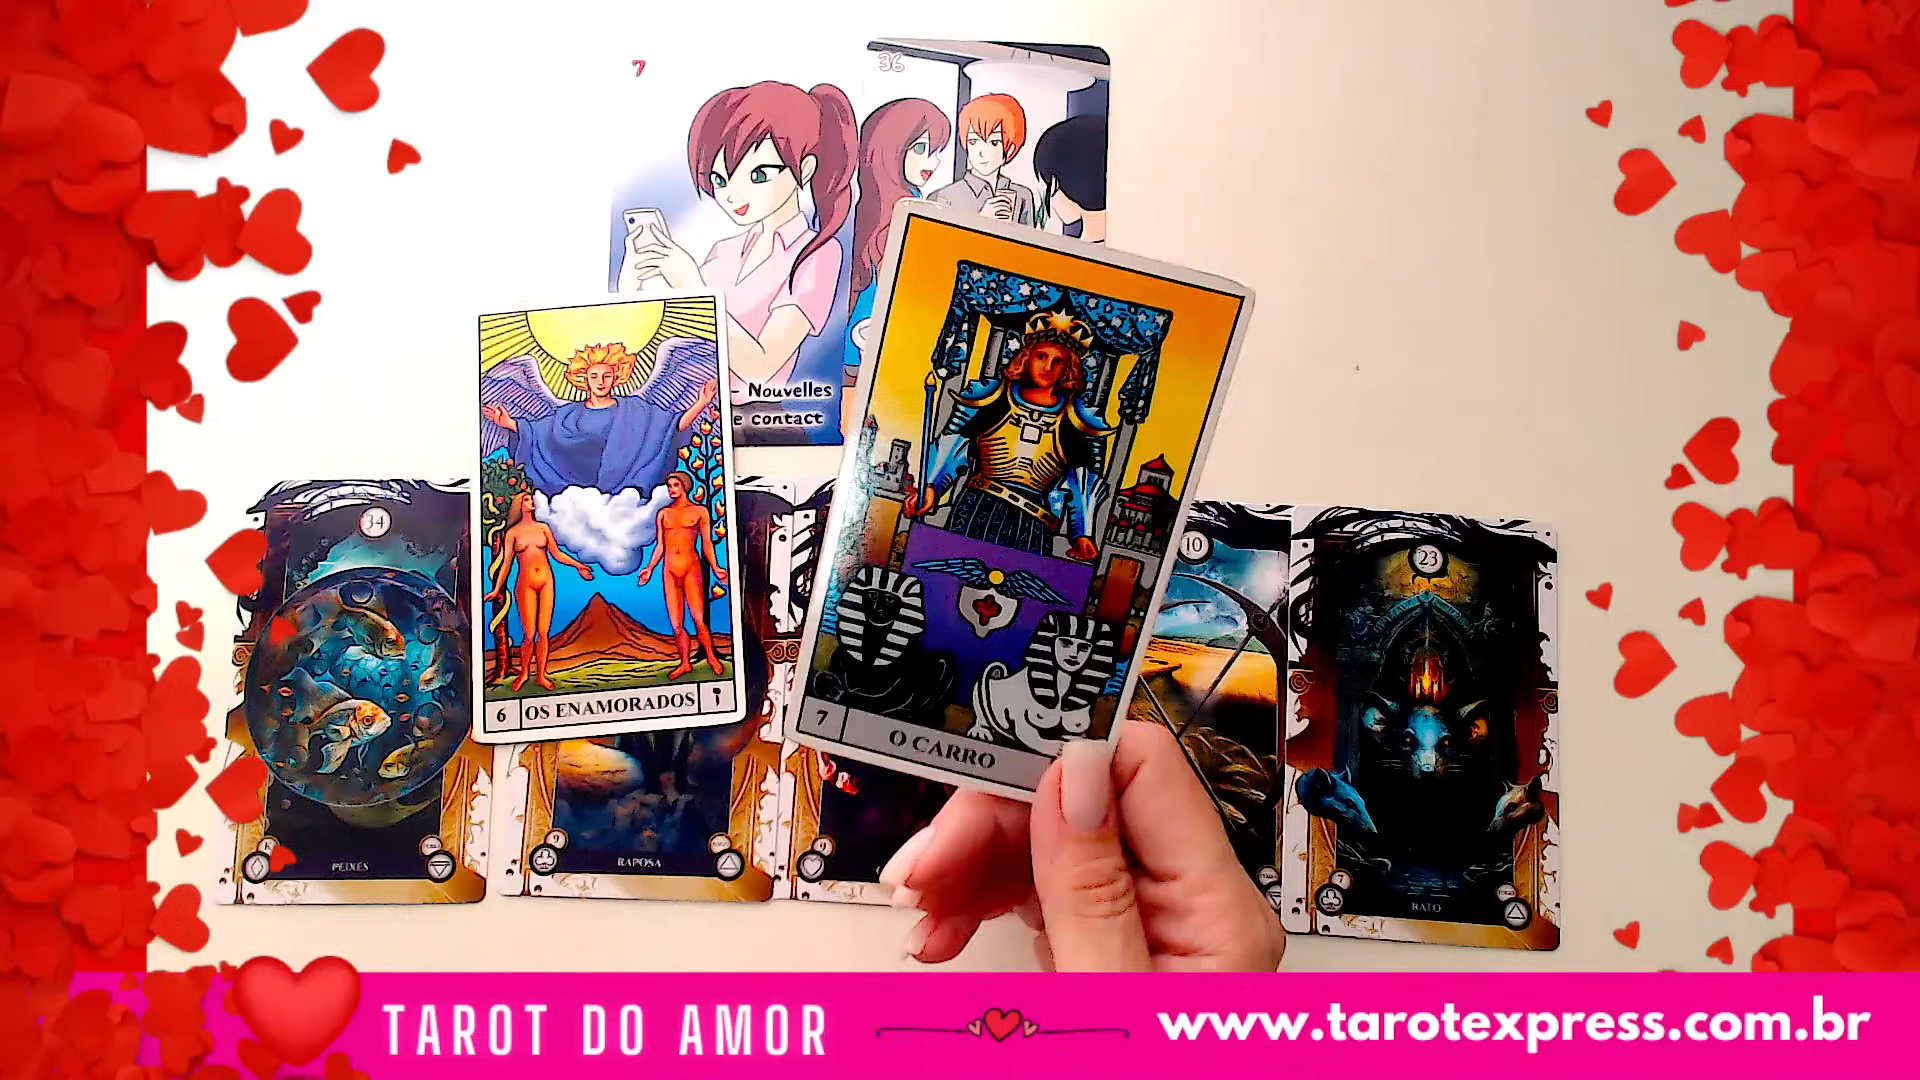 7
36
- Nouvelles
e contact
34
10
23
6 OS ENAMORADOS
7 O CARRO
K
PEIXES
9
RAPOSA
9
7
RATO
TAROT DO AMOR
www.tarotexpress.com.br